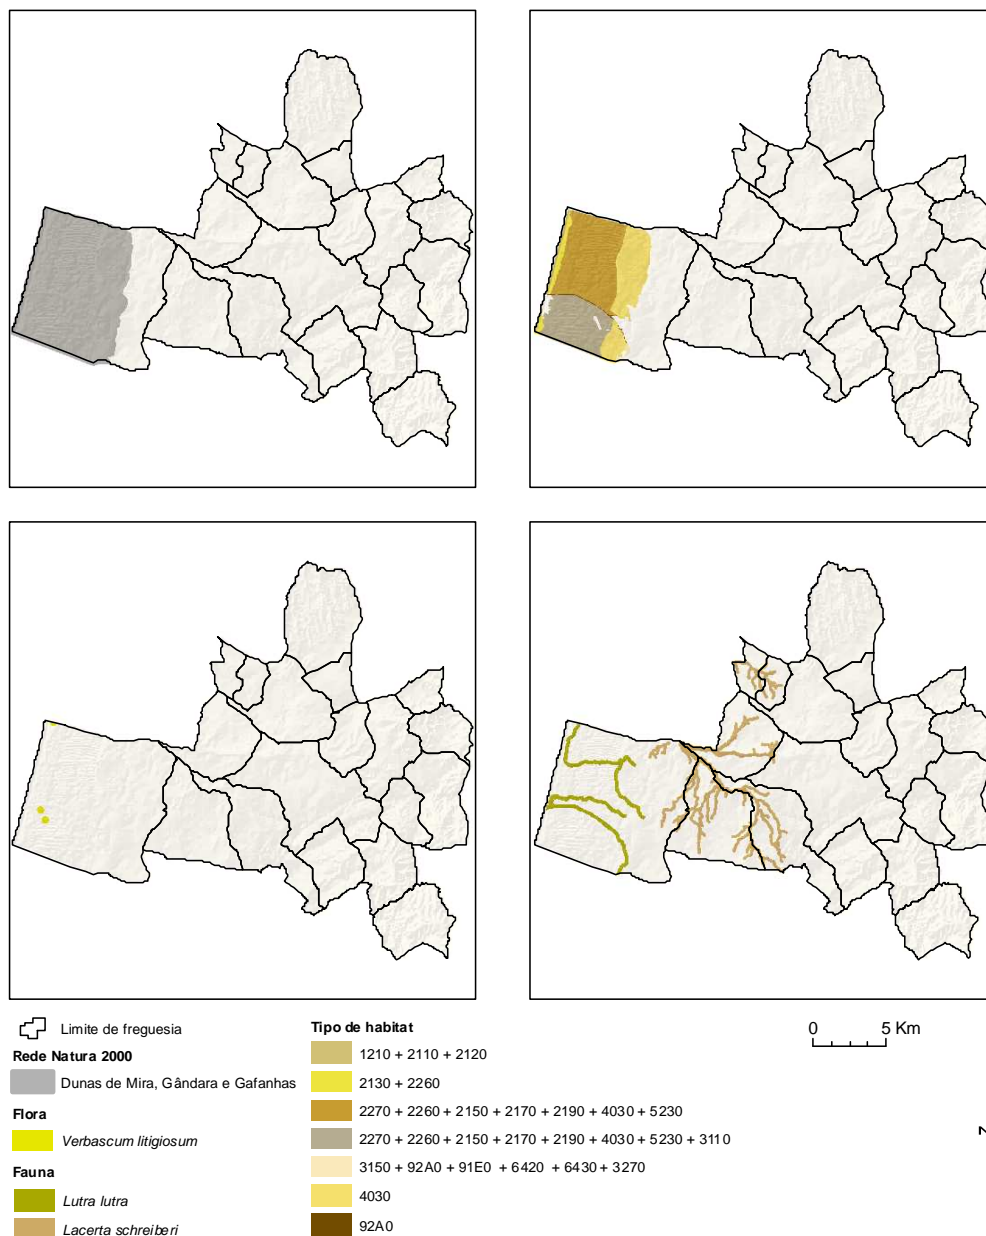 Limite de freguesia
Rede Natura 2000
Dunas de Mira, Gândara e Gafanhas
Flora
Verbascum litigiosum
Fauna
Lutra lutra
Lacerta schreiberi
Tipo de habitat
1210 + 2110 + 2120
2130 + 2260
2270 + 2260 + 2150 + 2170 + 2190 + 4030 + 5230
2270 + 2260 + 2150 + 2170 + 2190 + 4030 + 5230 + 3110
3150 + 92A0 + 91E0 + 6420 + 6430 + 3270
4030
92A0
0 5 Km